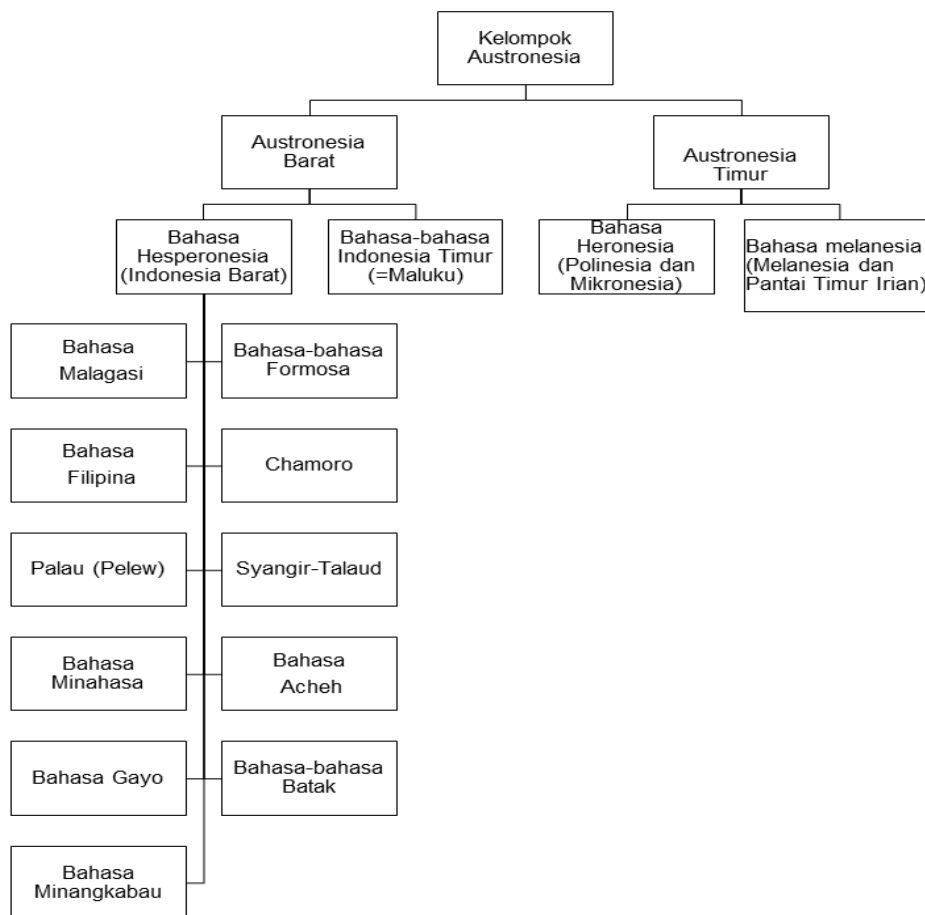 Kelompok
Austronesia
Austronesia
Barat
Austronesia
Timur
Bahasa
Hesperonesia
(Indonesia Barat)
Bahasa-bahasa
Indonesia Timur
(=Maluku)
Bahasa
Heronesia
(Polinesia dan
Mikronesia)
Bahasa melanesia
(Melanesia dan
Pantai Timur Irian)
Bahasa
Malagasi
Bahasa-bahasa
Formosa
Bahasa
Filipina
Chamoro
Palau (Pelew)
Syangir-Talaud
Bahasa
Minahasa
Bahasa
Acheh
Bahasa Gayo
Bahasa-bahasa
Batak
Bahasa
Minangkabau